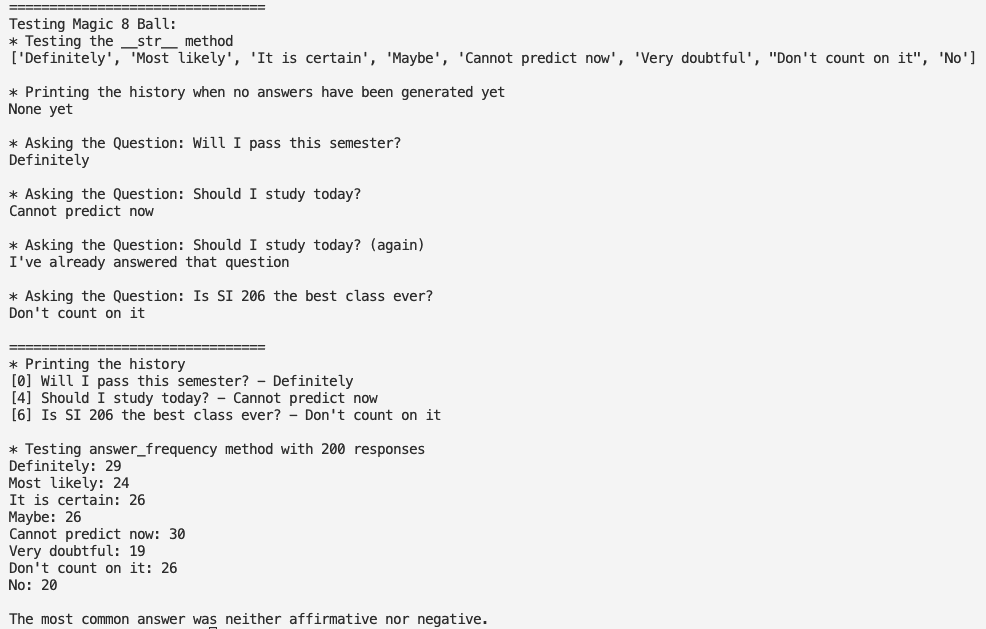 ================================
Testing Magic 8 Ball:
* Testing the __str__ method
['Definitely', 'Most likely', 'It is certain', 'Maybe', 'Cannot predict now', 'Very doubtful', "Don't count on it", 'No']
* Printing the history when no answers have been generated yet
None yet
* Asking the Question: Will I pass this semester?
Definitely
* Asking the Question: Should I study today?
Cannot predict now
* Asking the Question: Should I study today? (again)
I've already answered that question
* Asking the Question: Is SI 206 the best class ever?
Don't count on it
================================
* Printing the history
[0] Will I pass this semester? – Definitely
[4] Should I study today? – Cannot predict now
[6] Is SI 206 the best class ever? – Don't count on it
* Testing answer_frequency method with 200 responses
Definitely: 29
Most likely: 24
It is certain: 26
Maybe: 26
Cannot predict now: 30
Very doubtful: 19
Don't count on it: 26
No: 20
The most common answer was neither affirmative nor negative.